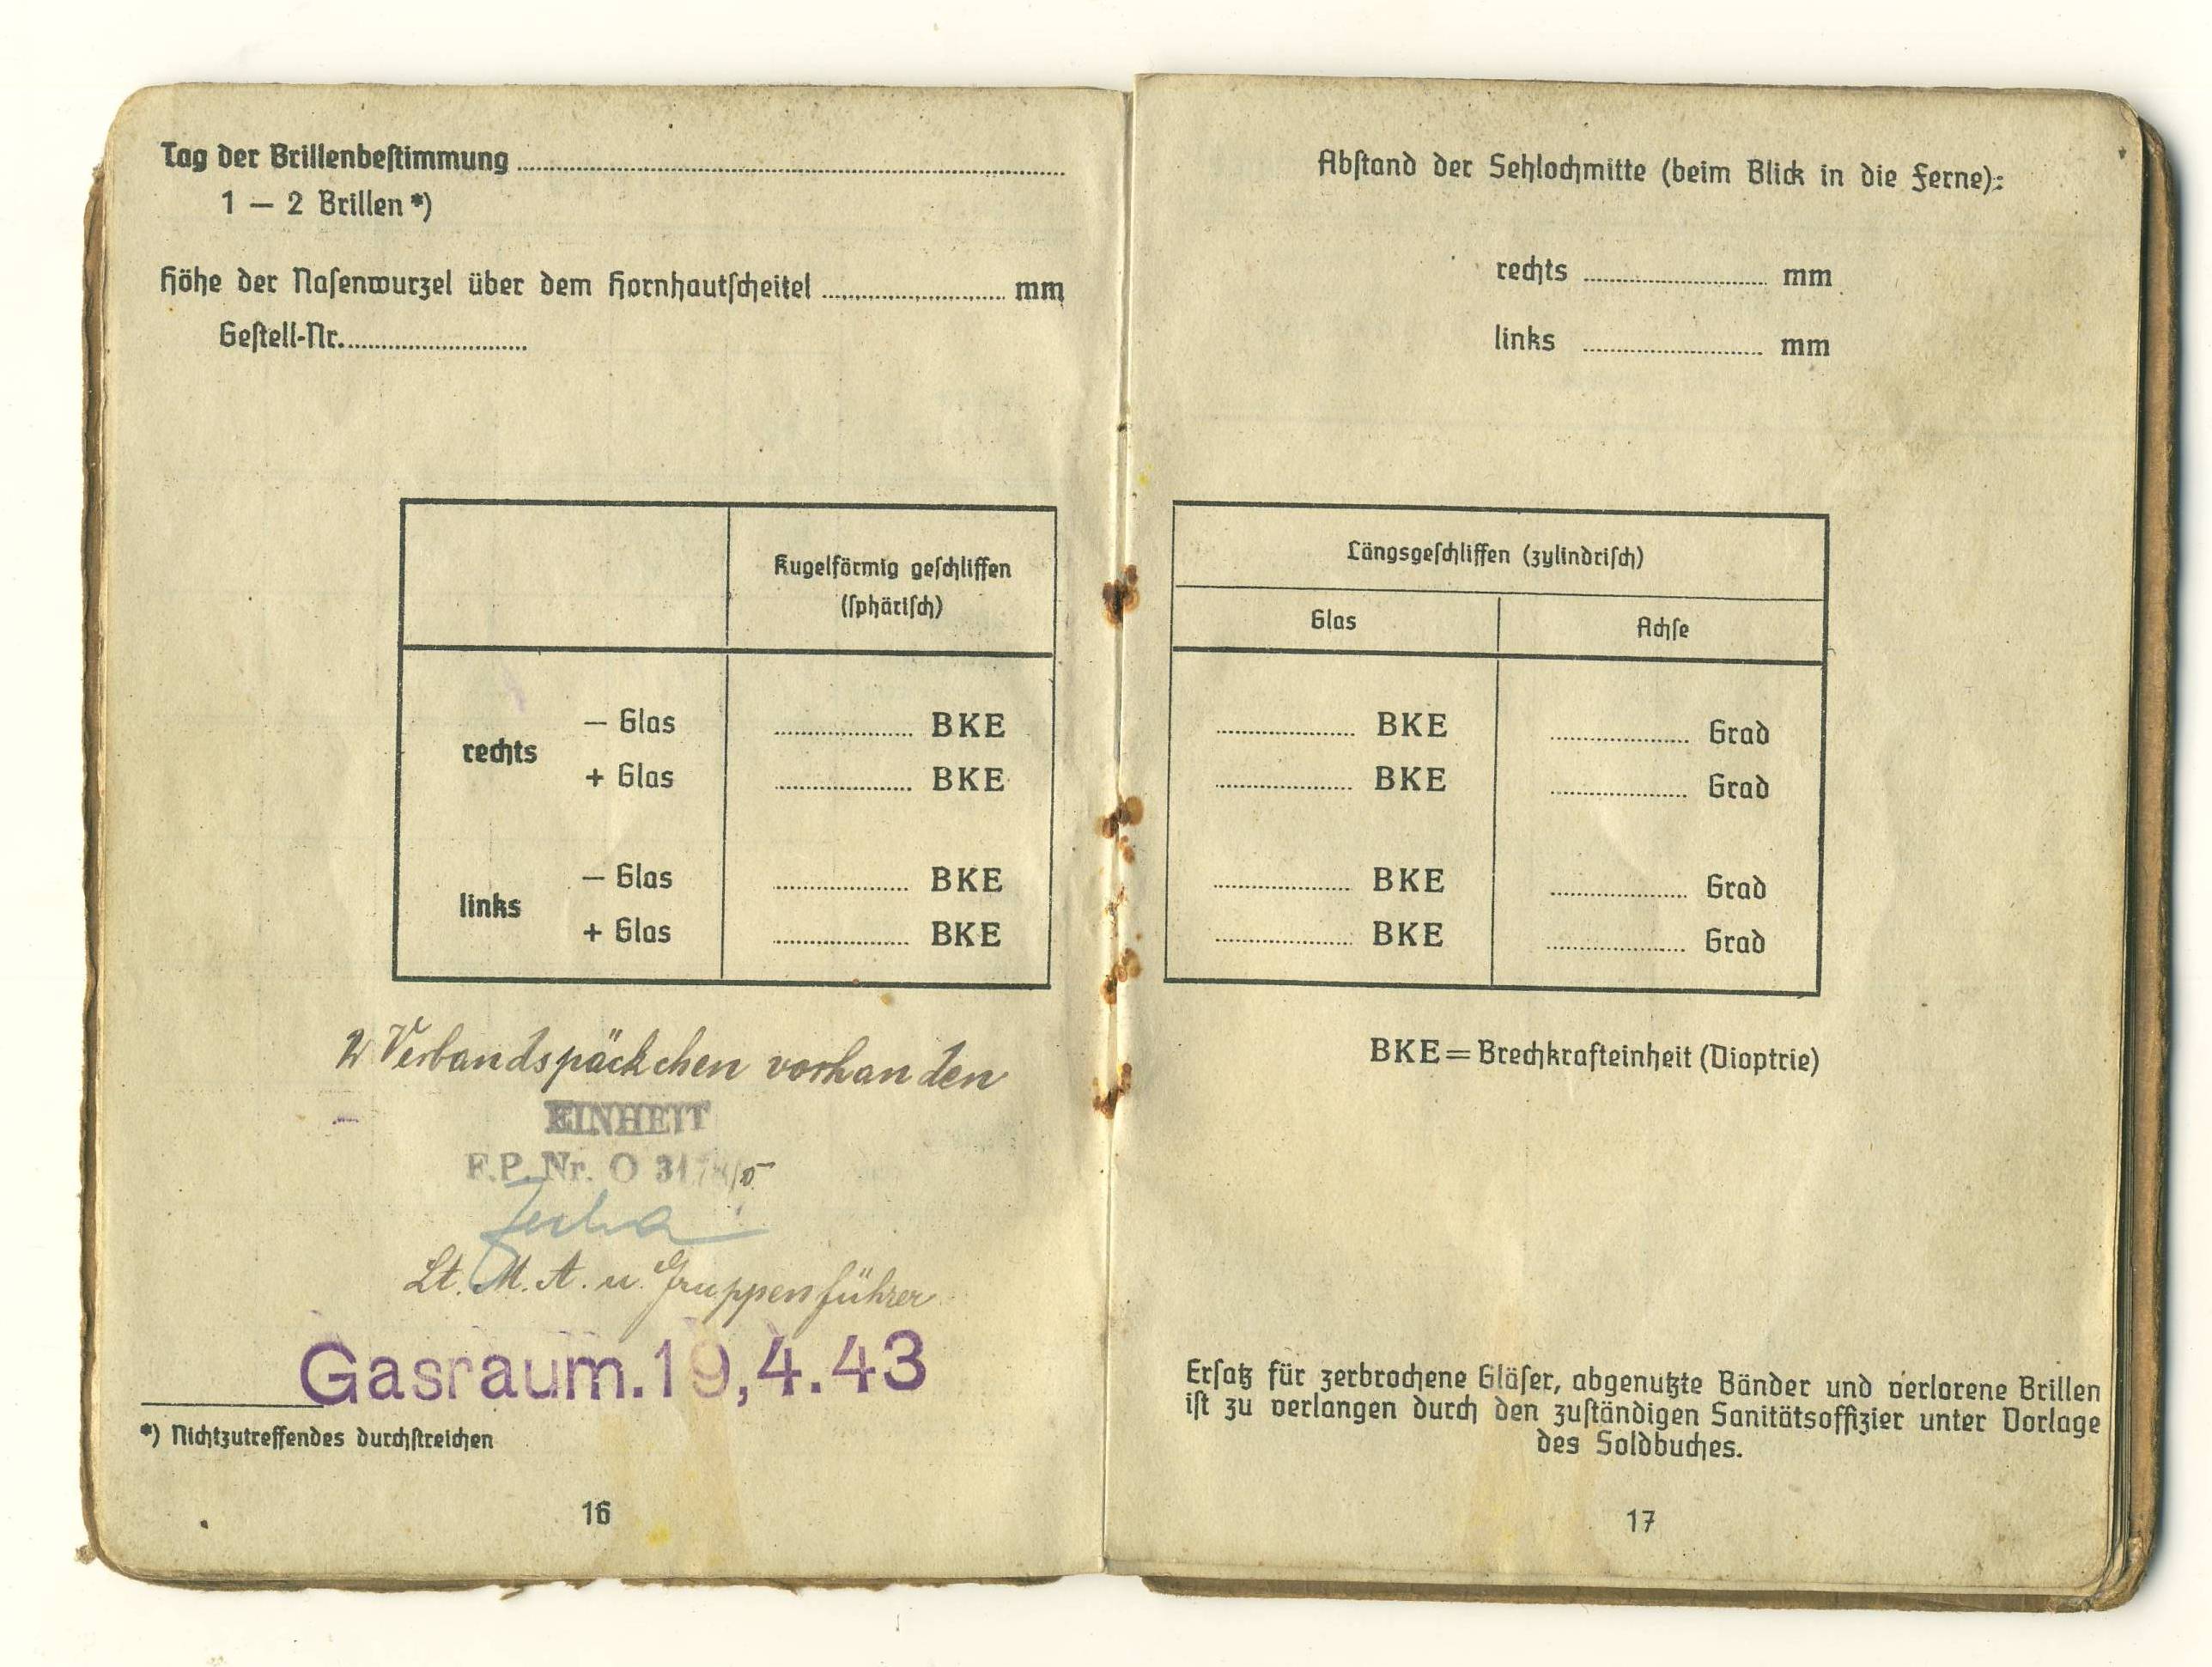 Tag der Brillenbestimmung
1 — 2 Brillen *)
Höhe der Nasenwurzel über dem Hornhautscheitel mm
Gestell-Nr.
Kugelförmig geschliffen
(sphärisch)
rechts
— Glas BKE
+ Glas BKE
links
— Glas BKE
+ Glas BKE
Verbandspäckchen vorhanden
EINHEIT
F.P. Nr. O
Lt. M. A. u. Gruppenführer
Gasraum.19,4.43
*) Nichtzutreffendes durchstreichen
16
Abstand der Sehlochmitte (beim Blick in die Ferne):
rechts mm
links mm
Längsgeschliffen (zylindrisch)
Glas Achse
BKE Grad
BKE Grad
BKE Grad
BKE Grad
BKE = Brechkrafteinheit (Dioptrie)
Ersatz für zerbrochene Gläser, abgenutzte Bänder und verlorene Brillen
ist zu verlangen durch den zuständigen Sanitätsoffizier unter Vorlage
des Soldbuches.
17